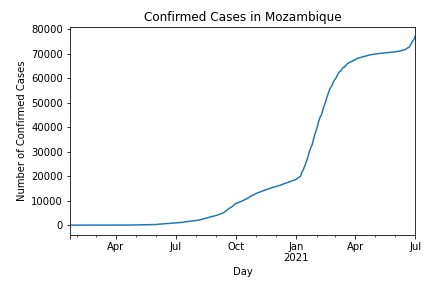 Confirmed Cases in Mozambique
80000
70000
60000
50000
40000
30000
20000
10000
0
Number of Confirmed Cases
Apr
Jul
Oct
Jan
2021
Apr
Jul
Day